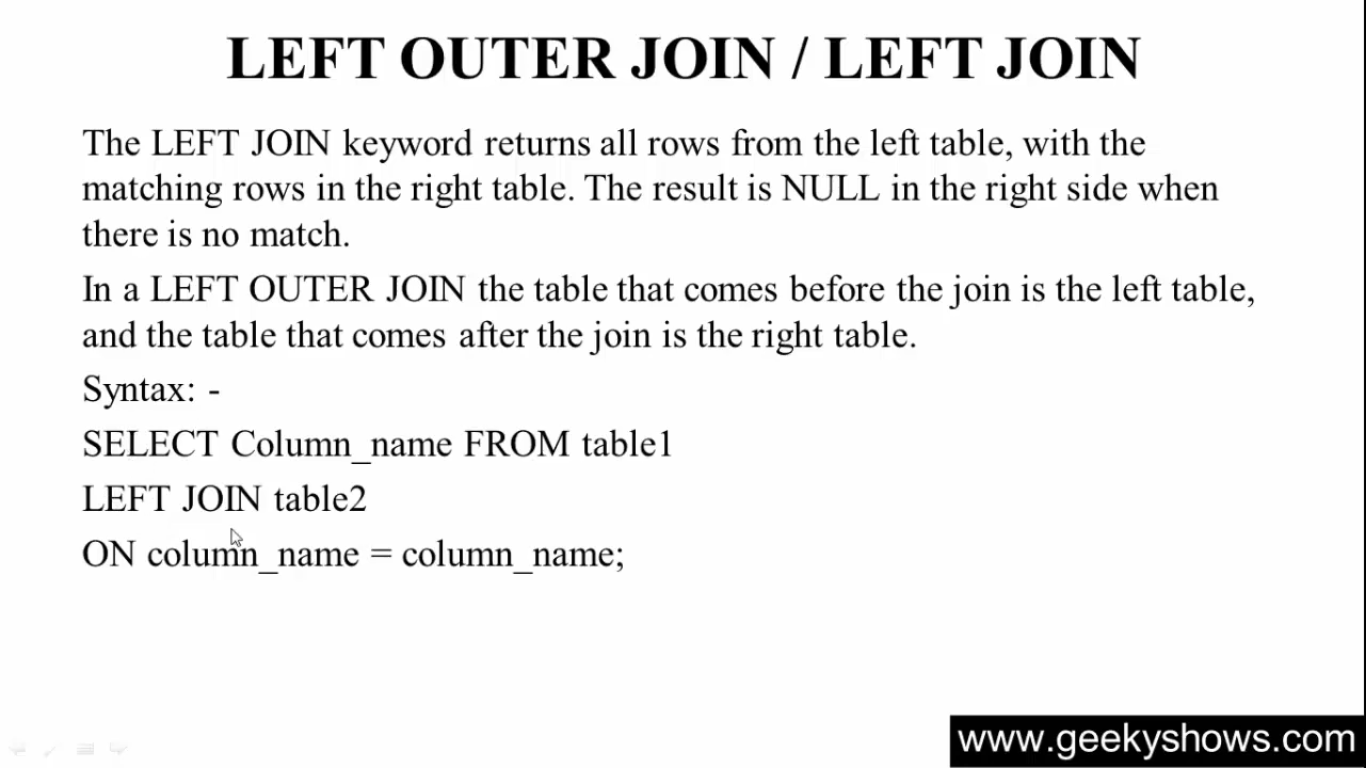 LEFT OUTER JOIN / LEFT JOIN
The LEFT JOIN keyword returns all rows from the left table, with the
matching rows in the right table. The result is NULL in the right side when
there is no match.
In a LEFT OUTER JOIN the table that comes before the join is the left table,
and the table that comes after the join is the right table.
Syntax: -
SELECT Column_name FROM table1
LEFT JOIN table2
ON column_name = column_name;
www.geekyshows.com